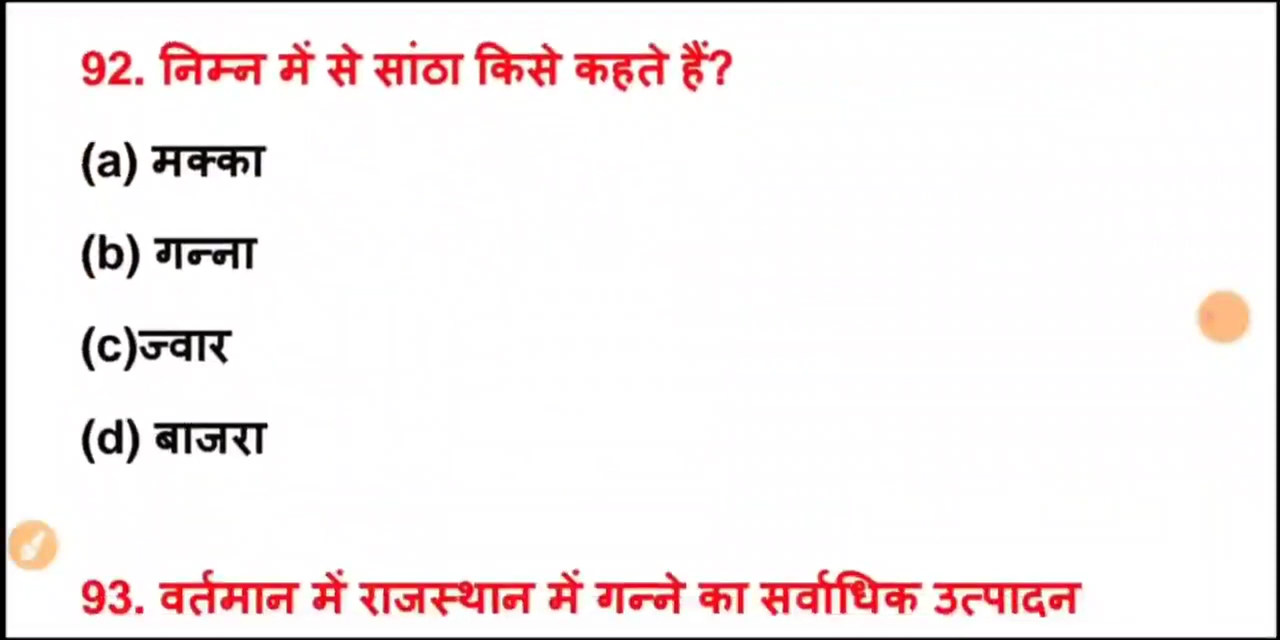 92. निम्न में से सांठा किसे कहते हैं?
(a) मक्का
(b) गन्ना
(c)ज्वार
(d) बाजरा
93. वर्तमान में राजस्थान में गन्ने का सर्वाधिक उत्पादन